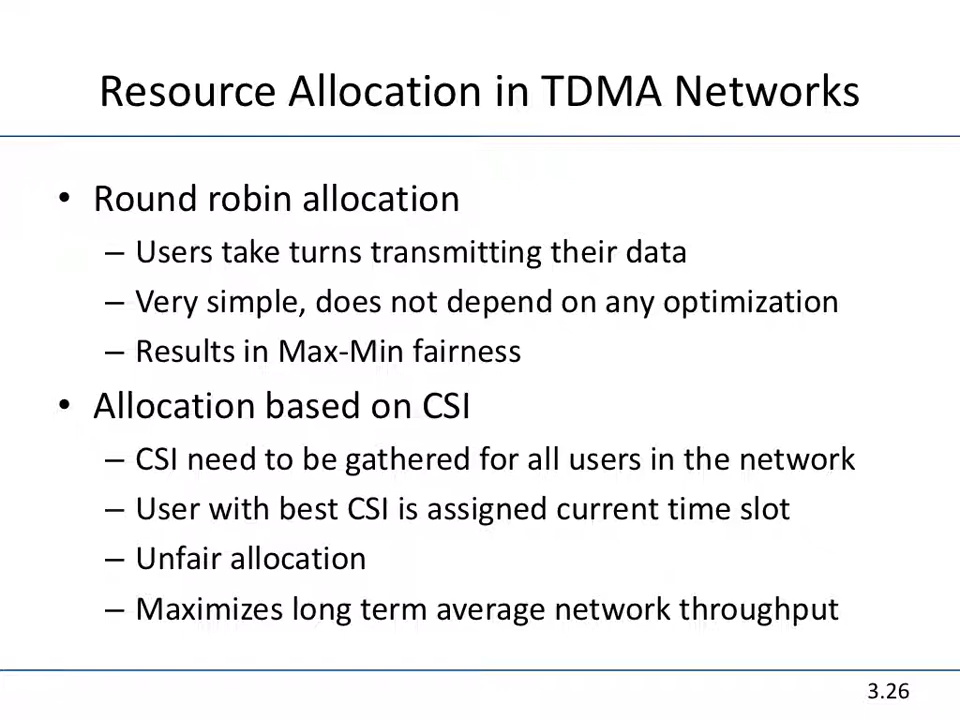 Resource Allocation in TDMA Networks
• Round robin allocation
– Users take turns transmitting their data
– Very simple, does not depend on any optimization
– Results in Max-Min fairness
• Allocation based on CSI
– CSI need to be gathered for all users in the network
– User with best CSI is assigned current time slot
– Unfair allocation
– Maximizes long term average network throughput
3.26